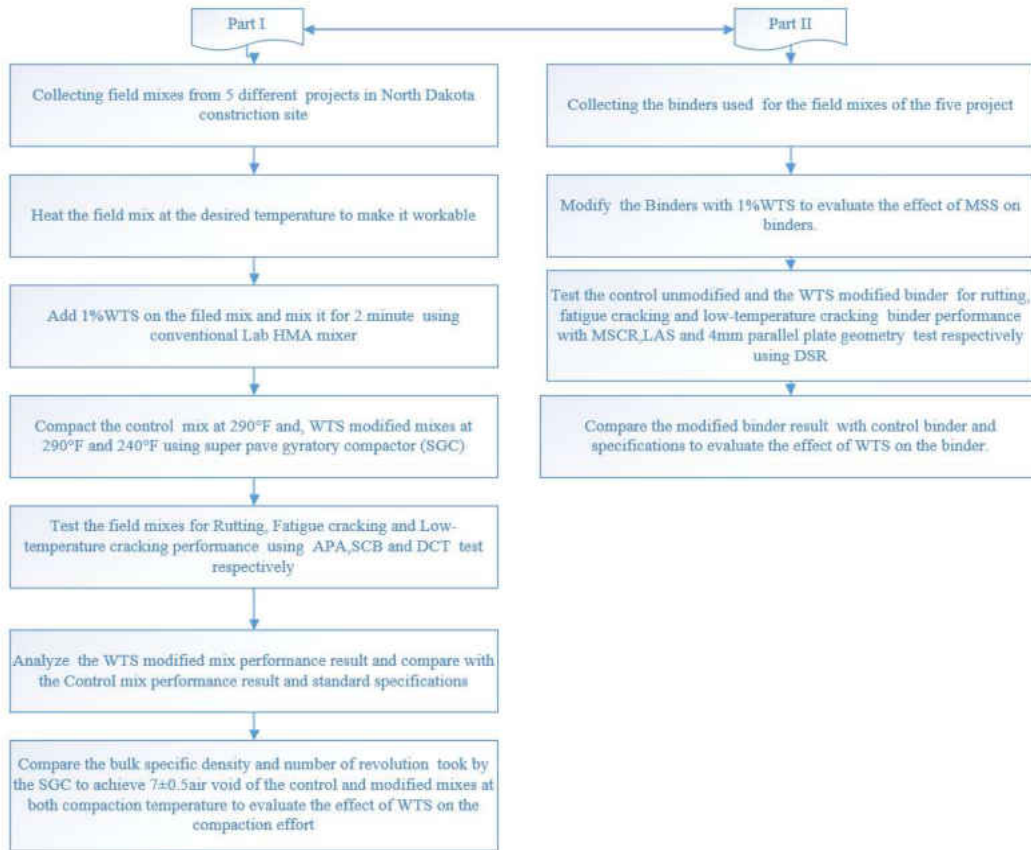 Part I
Collecting field mixes from 5 different projects in North Dakota
constriction site
Heat the field mix at the desired temperature to make it workable
Add 1%WTS on the filed mix and mix it for 2 minute using
conventional Lab HMA mixer
Compact the control mix at 290°F and, WTS modified mixes at
290°F and 240°F using super pave gyratory compactor (SGC)
Test the field mixes for Rutting, Fatigue cracking and Low-
temperature cracking performance using APA,SCB and DCT test
respectively
Analyze the WTS modified mix performance result and compare with
the Control mix performance result and standard specifications
Compare the bulk specific density and number of revolution took by
the SGC to achieve 7±0.5air void of the control and modified mixes at
both compaction temperature to evaluate the effect of WTS on the
compaction effort
Part II
Collecting the binders used for the field mixes of the five project
Modify the Binders with 1%WTS to evaluate the effect of MSS on
binders.
Test the control unmodified and the WTS modified binder for rutting,
fatigue cracking and low-temperature cracking binder performance
with MSCR,LAS and 4mm parallel plate geometry test respectively
using DSR
Compare the modified binder result with control binder and
specifications to evaluate the effect of WTS on the binder.